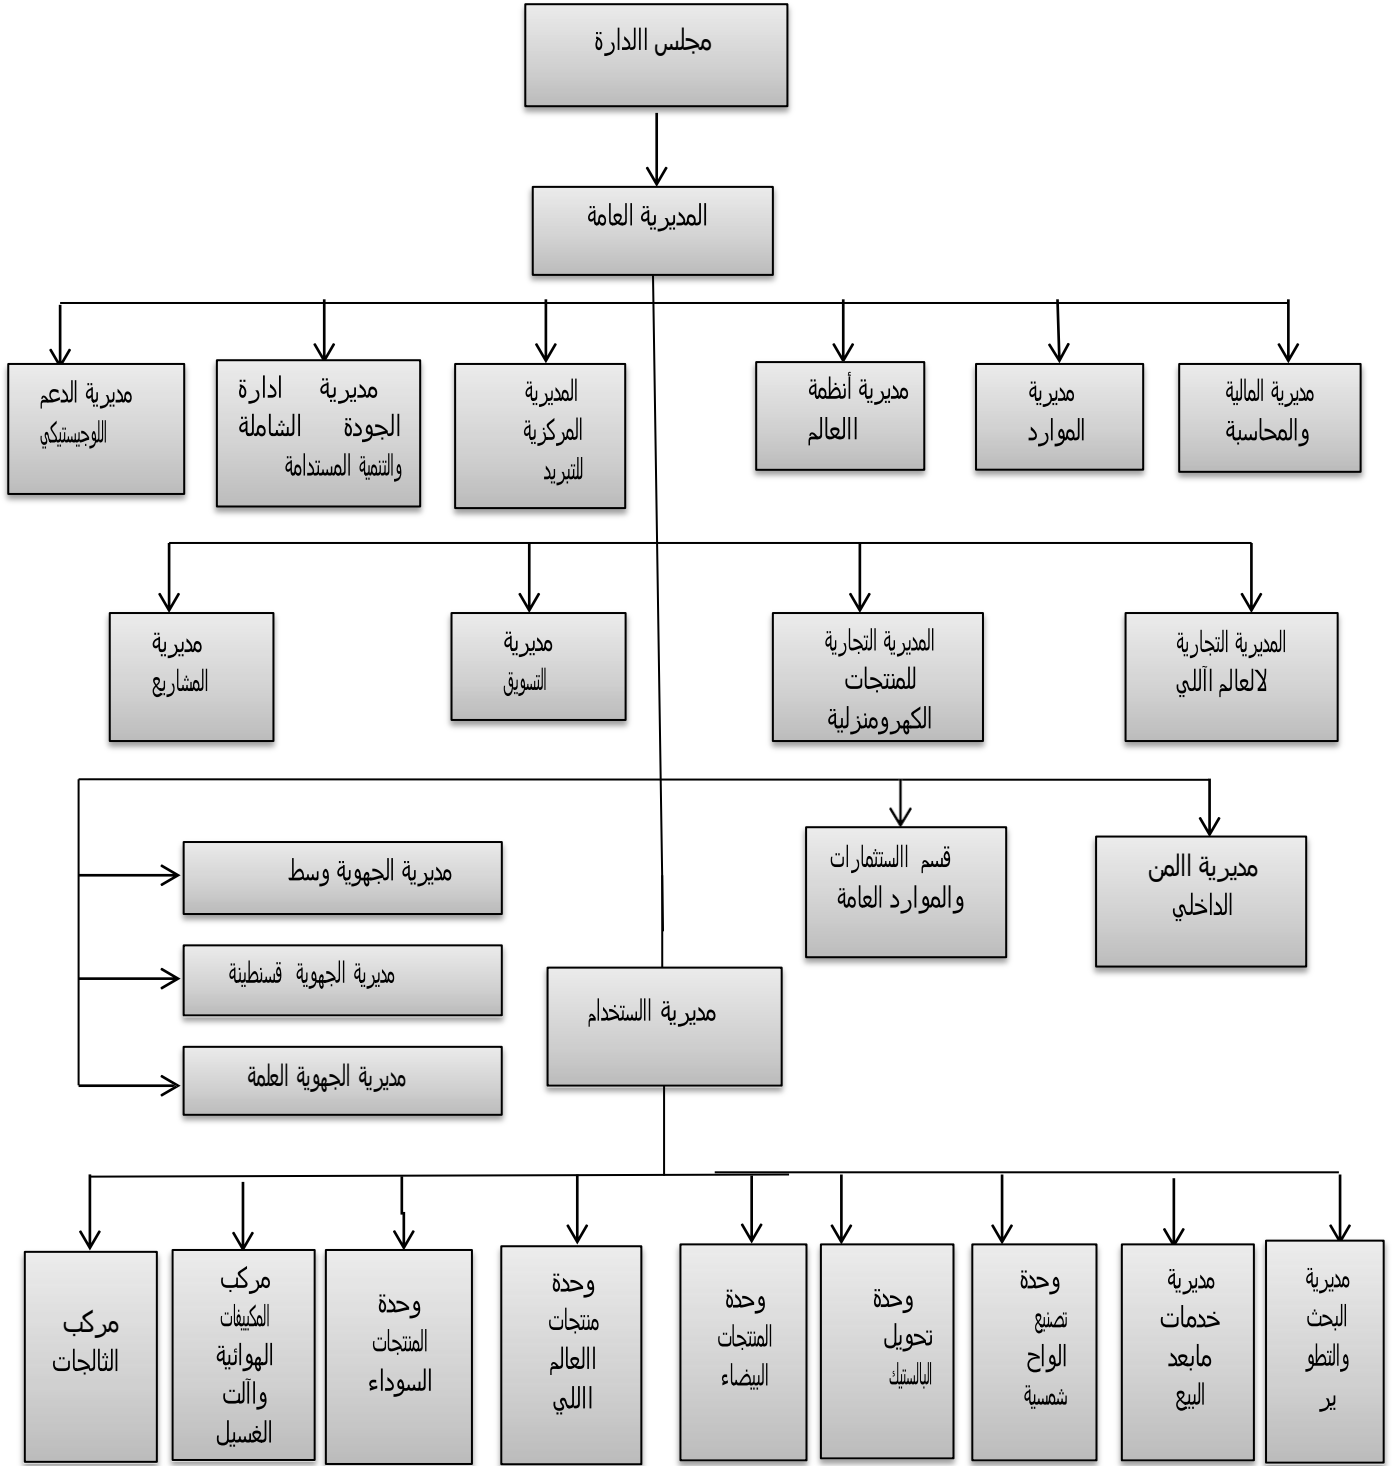 مجلس االدارة
المديرية العامة
مديرية المالية
والمحاسبة
مديرية
الموارد
مديرية أنظمة
االعالم
المديرية
المركزية
للتبريد
مديرية ادارة
الجودة الشاملة
والتنمية المستدامة
مديرية الدعم
اللوجيستيكي
المديرية التجارية
لالعالم اآللي
المديرية التجارية
للمنتجات
الكهرومنزلية
مديرية
التسويق
مديرية
المشاريع
مديرية االمن
الداخلي
قسم االستثمارات
والموارد العامة
مديرية الجهوية وسط
مديرية الجهوية قسنطينة
مديرية الجهوية العلمة
مديرية االستخدام
مديرية
البحث
والتطو
ير
مديرية
خدمات
مابعد
البيع
وحدة
تصنيع
الواح
شمسية
وحدة
تحويل
البالستيك
وحدة
المنتجات
البيضاء
وحدة
منتجات
االعالم
االلي
وحدة
المنتجات
السوداء
مركب
المكييفات
الهوائية
واآلت
الغسيل
مركب
الثالجات